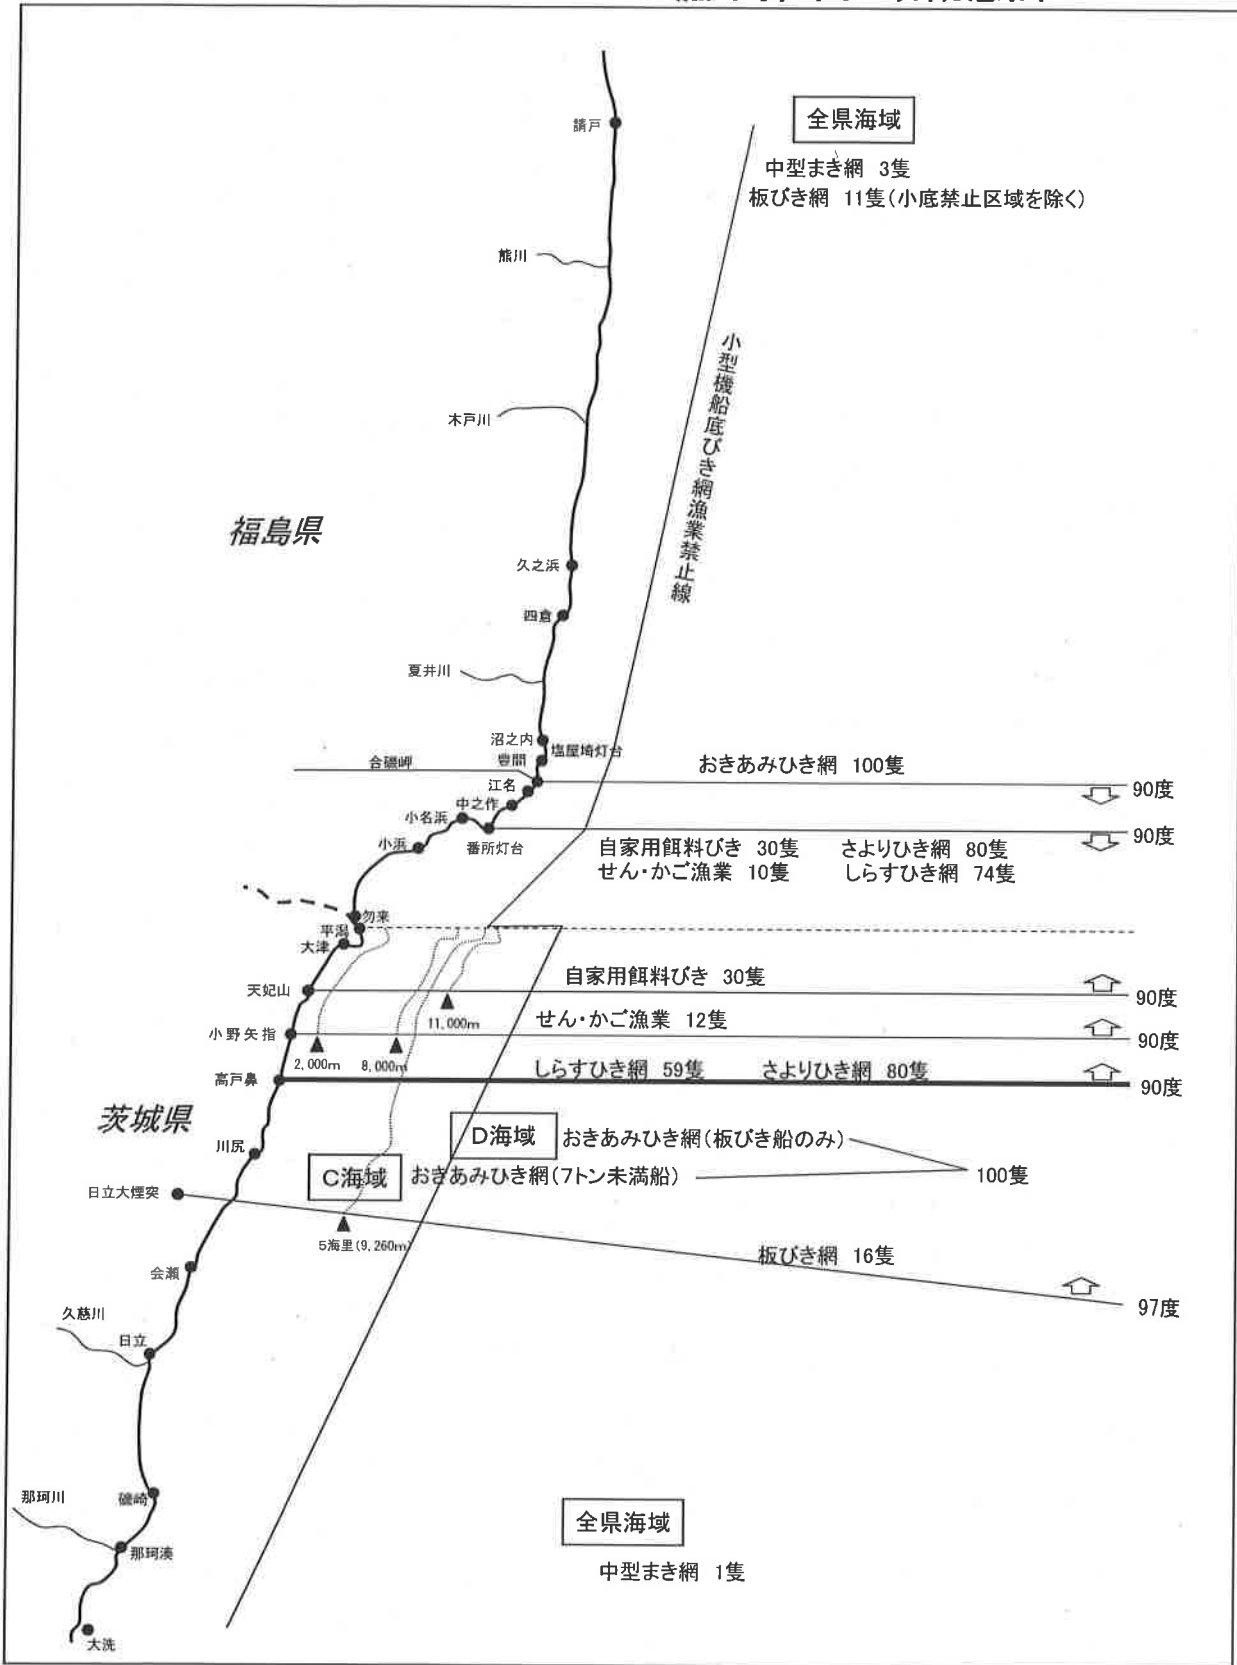 全県海域
請戸
中型まき網 3隻
板びき網 11隻(小底禁止区域を除く)
熊川
小型機船底びき網漁業禁止線
木戸川
福島県
久之浜
四倉
夏井川
沼之内
塩屋埼灯台
豊間
合磯岬
おきあみひき網 100隻
90度
江名
中之作
小名浜
番所灯台
90度
小浜
自家用餌料びき 30隻 さよりひき網 80隻
せん・かご漁業 10隻 しらすひき網 74隻
勿来
平潟
大津
自家用餌料びき 30隻
天妃山
90度
11,000m
せん・かご漁業 12隻
小野矢指
90度
2,000m
8,000m
しらすひき網 59隻 さよりひき網 80隻
高戸鼻
90度
茨城県
D海域 おきあみひき網(板びき船のみ)
川尻
C海域 おきあみひき網(7トン未満船)
100隻
日立大煙突
5海里(9,260m)
板びき網 16隻
会瀬
97度
久慈川
日立
那珂川
磯崎
全県海域
那珂湊
中型まき網 1隻
大洗